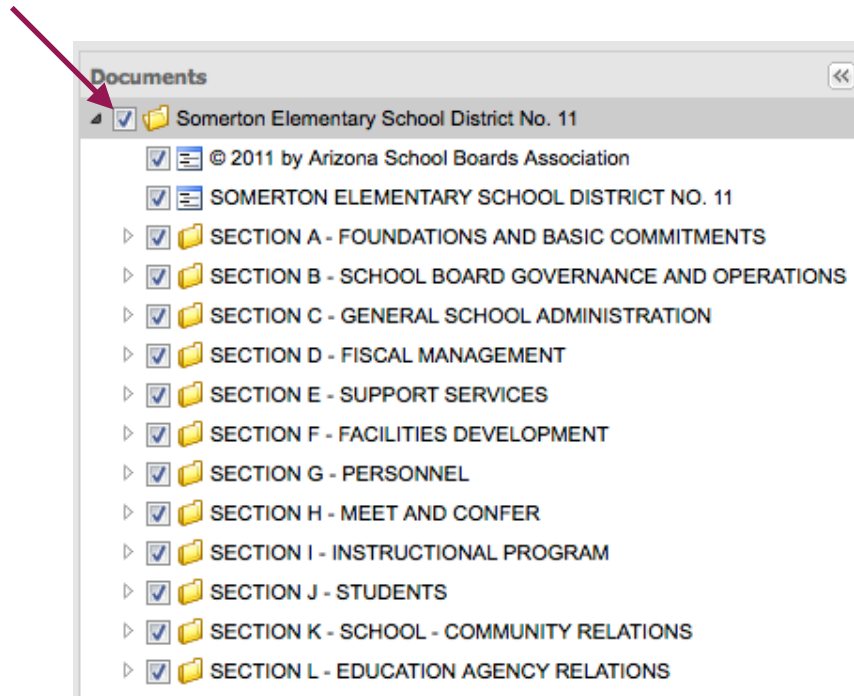 Documents
Somerton Elementary School District No. 11
© 2011 by Arizona School Boards Association
SOMERTON ELEMENTARY SCHOOL DISTRICT NO. 11
SECTION A - FOUNDATIONS AND BASIC COMMITMENTS
SECTION B - SCHOOL BOARD GOVERNANCE AND OPERATIONS
SECTION C - GENERAL SCHOOL ADMINISTRATION
SECTION D - FISCAL MANAGEMENT
SECTION E - SUPPORT SERVICES
SECTION F - FACILITIES DEVELOPMENT
SECTION G - PERSONNEL
SECTION H - MEET AND CONFER
SECTION I - INSTRUCTIONAL PROGRAM
SECTION J - STUDENTS
SECTION K - SCHOOL - COMMUNITY RELATIONS
SECTION L - EDUCATION AGENCY RELATIONS